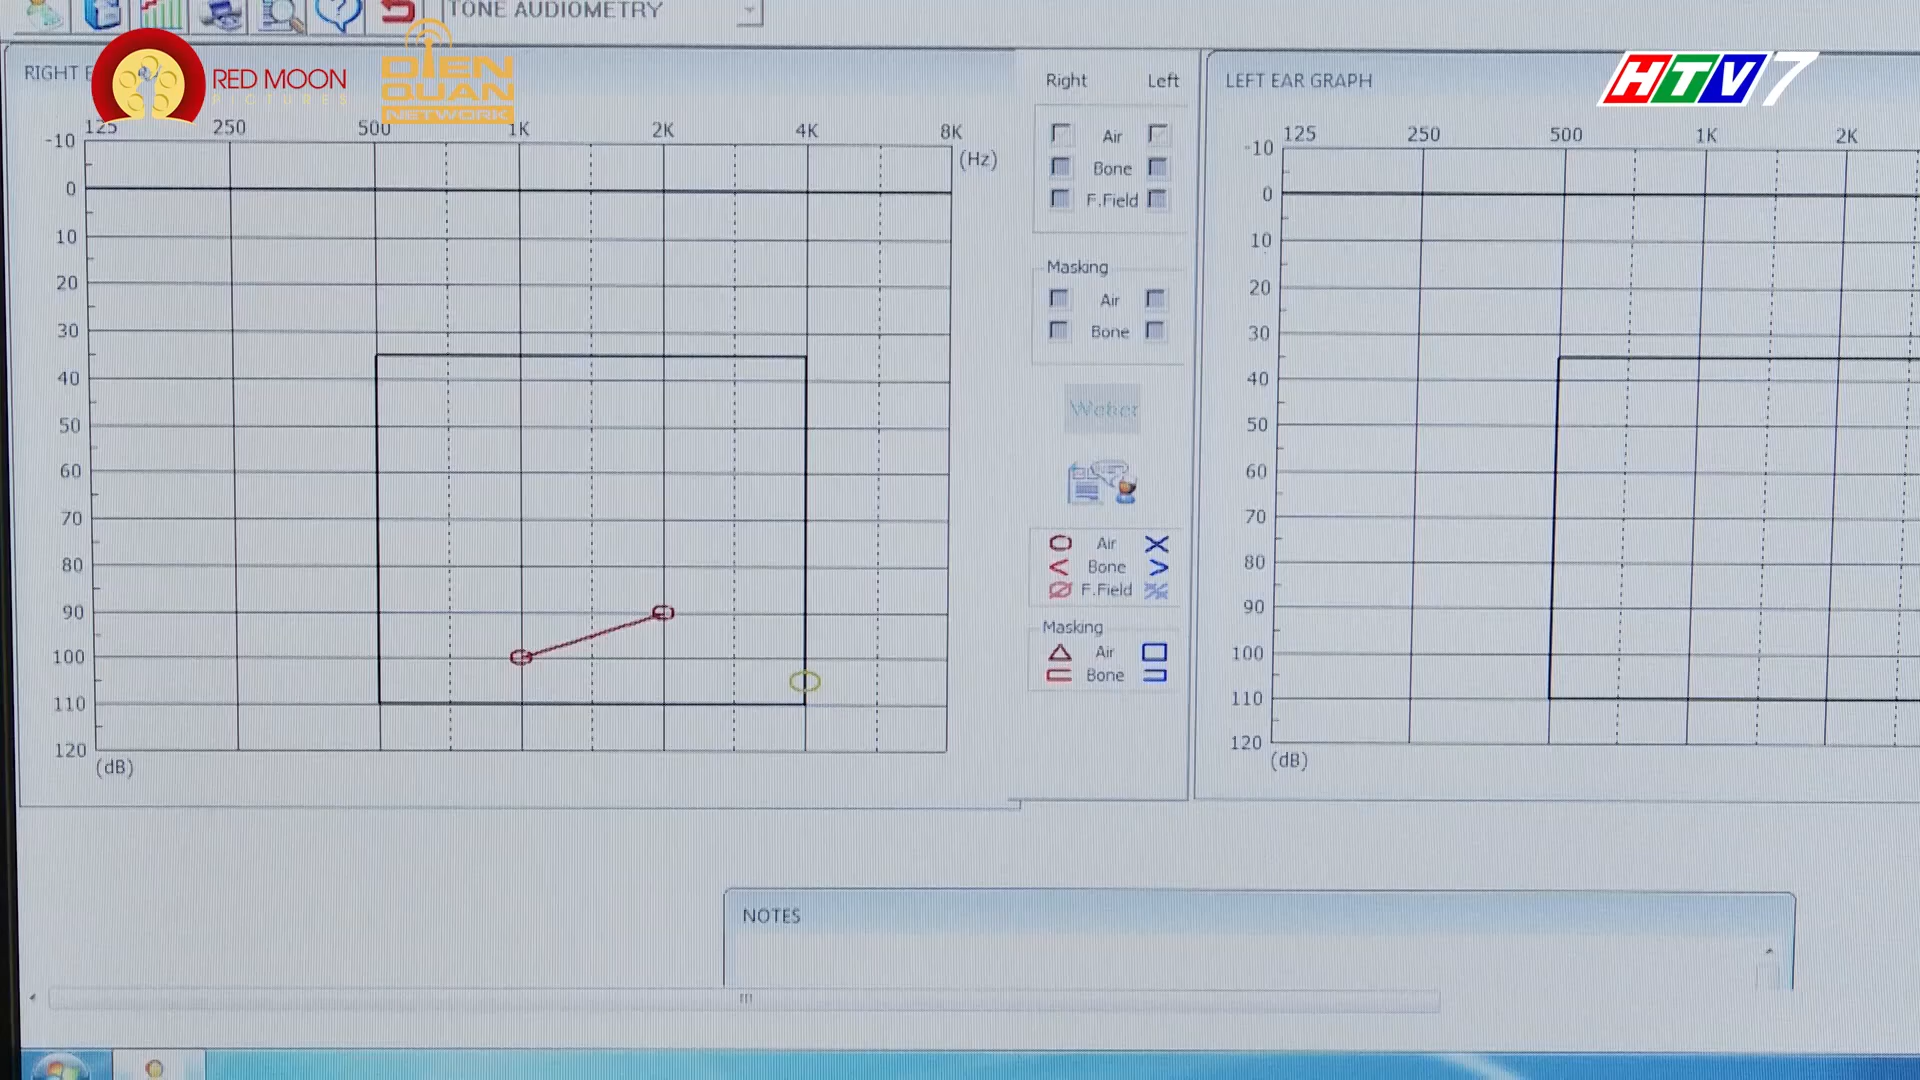 TONE AUDIOMETRY
RED MOON
PICTURES
ĐIỀN
QUÂN
NETWORK
HTV7
RIGHT E
125 250 500 1K 2K 4K 8K
(Hz)
-10
0
10
20
30
40
50
60
70
80
90
100
110
120
(dB)
Right Left
Air
Bone
F.Field
Masking
Air
Bone
Weber
Air
Bone
F.Field
Masking
Air
Bone
LEFT EAR GRAPH
125 250 500 1K 2K
-10
0
10
20
30
40
50
60
70
80
90
100
110
120
(dB)
NOTES